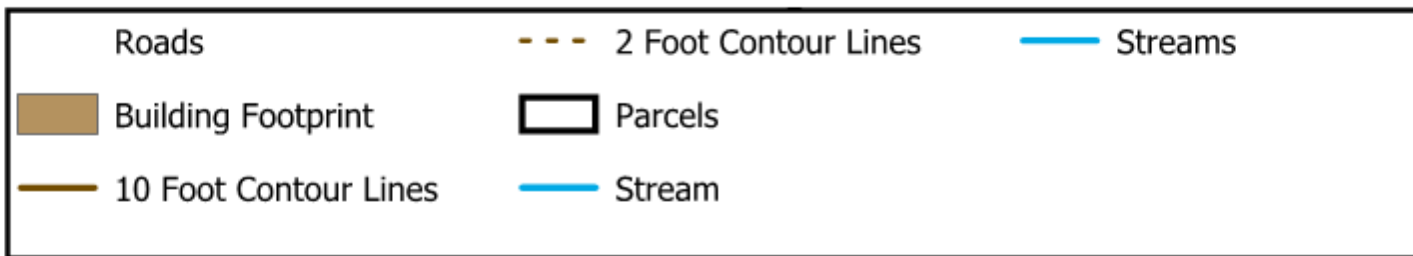 Roads
2 Foot Contour Lines
Streams
Building Footprint
Parcels
10 Foot Contour Lines
Stream